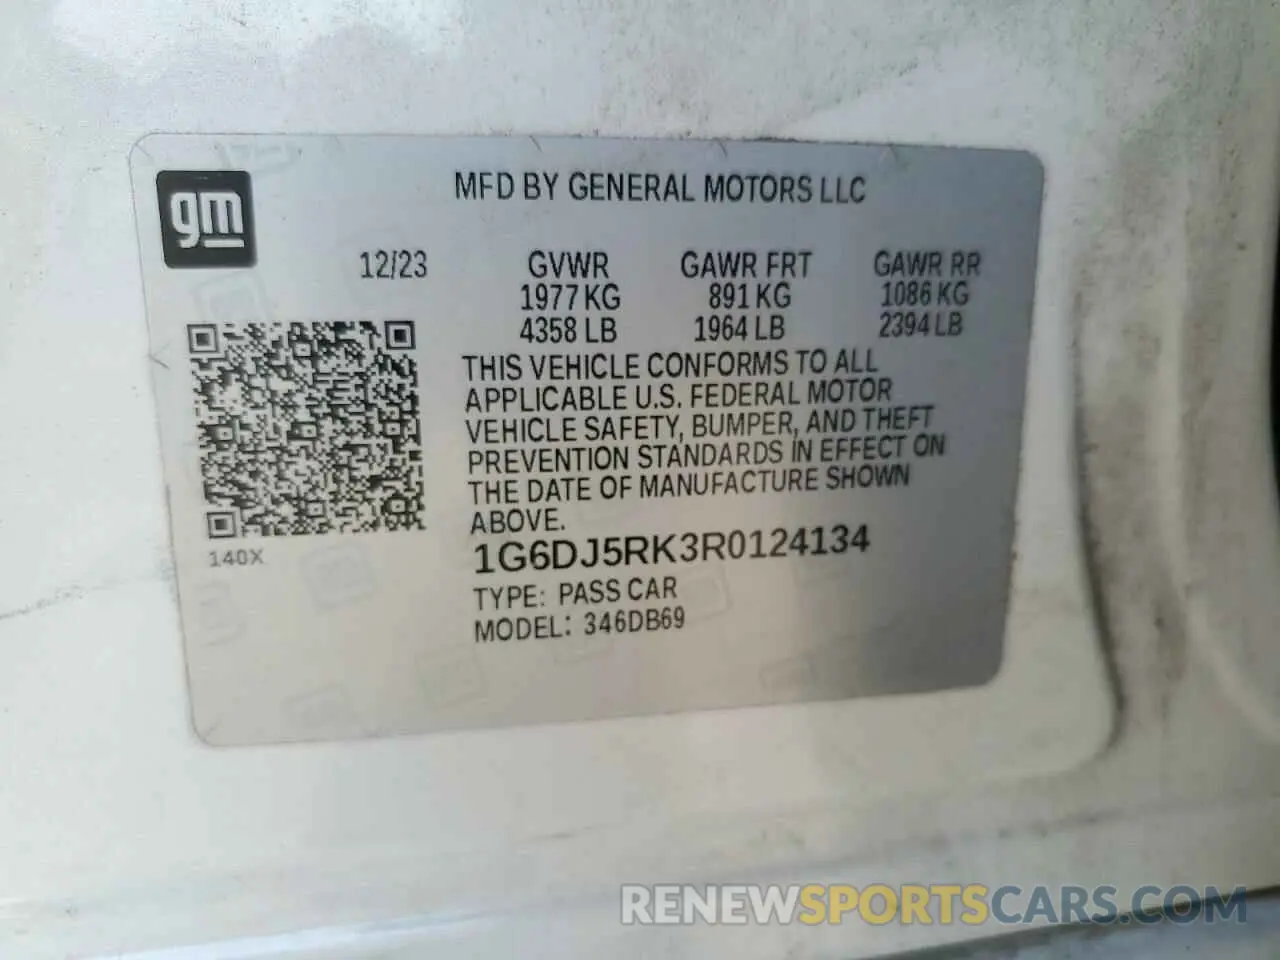 gm
MFD BY GENERAL MOTORS LLC
12/23 GVWR GAWR FRT GAWR RR
1977 KG 891 KG 1086 KG
4358 LB 1964 LB 2394 LB
THIS VEHICLE CONFORMS TO ALL
APPLICABLE U.S. FEDERAL MOTOR
VEHICLE SAFETY, BUMPER, AND THEFT
PREVENTION STANDARDS IN EFFECT ON
THE DATE OF MANUFACTURE SHOWN
ABOVE.
140X
1G6DJ5RK3R0124134
TYPE: PASS CAR
MODEL: 346DB69
RENEWSPORTSCARS.COM